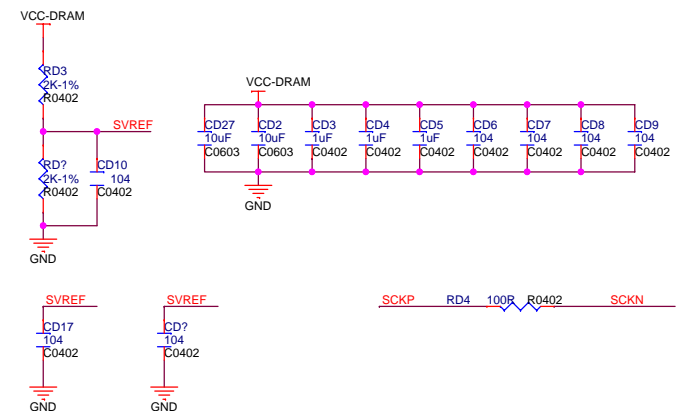 VCC-DRAM
RD3
2K-1%
R0402
SVREF
RD?
2K-1%
R0402
CD10
104
C0402
GND
VCC-DRAM
CD27
10uF
C0603
CD2
10uF
C0603
CD3
1uF
C0402
CD4
1uF
C0402
CD5
1uF
C0402
CD6
104
C0402
CD7
104
C0402
CD8
104
C0402
CD9
104
C0402
GND
SVREF
CD17
104
C0402
GND
SVREF
CD?
104
C0402
GND
SCKP RD4 100R R0402 SCKN